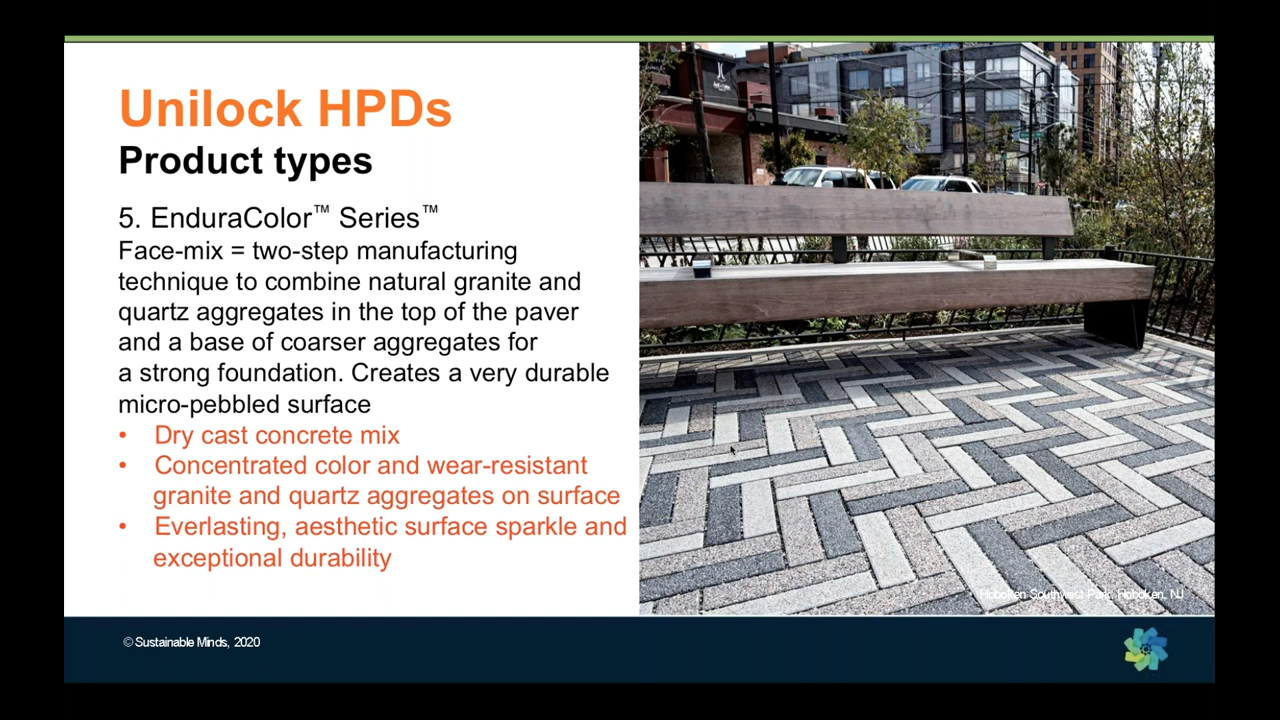 Unilock HPDs
Product types
5. EnduraColor™ Series™
Face-mix = two-step manufacturing
technique to combine natural granite and
quartz aggregates in the top of the paver
and a base of coarser aggregates for
a strong foundation. Creates a very durable
micro-pebbled surface
• Dry cast concrete mix
• Concentrated color and wear-resistant
granite and quartz aggregates on surface
• Everlasting, aesthetic surface sparkle and
exceptional durability
Hoboken Southwest Park, Hoboken, NJ
© Sustainable Minds, 2020